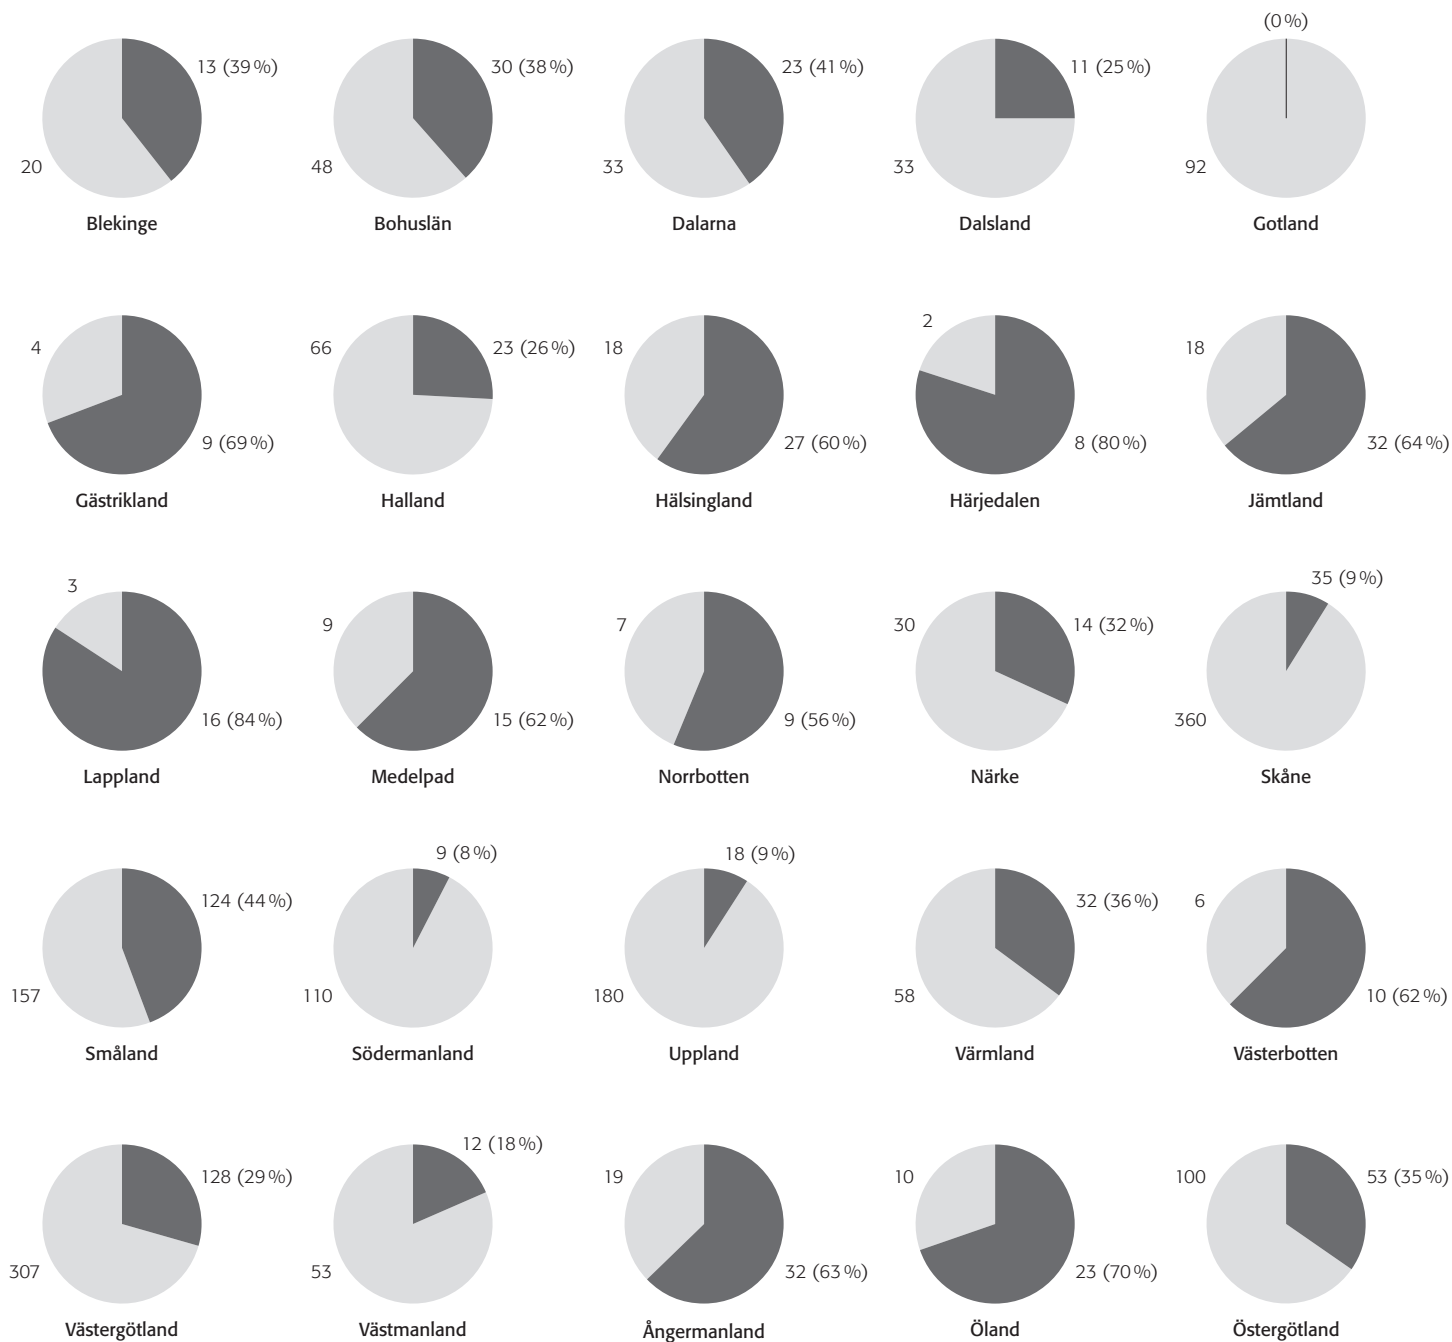 (0 %)
13 (39 %)
30 (38 %)
23 (41 %)
11 (25 %)
20
48
33
33
92
Blekinge
Bohuslän
Dalarna
Dalsland
Gotland
2
4
66
23 (26 %)
18
18
9 (69 %)
27 (60 %)
8 (80 %)
32 (64 %)
Gästrikland
Halland
Hälsingland
Härjedalen
Jämtland
35 (9 %)
3
9
7
30
14 (32 %)
16 (84 %)
15 (62 %)
9 (56 %)
360
Lappland
Medelpad
Norrbotten
Närke
Skåne
9 (8 %)
18 (9 %)
124 (44 %)
32 (36 %)
6
157
110
180
58
10 (62 %)
Småland
Södermanland
Uppland
Värmland
Västerbotten
12 (18 %)
128 (29 %)
19
10
100
53 (35 %)
307
53
32 (63 %)
23 (70 %)
Västergötland
Västmanland
Ångermanland
Öland
Östergötland